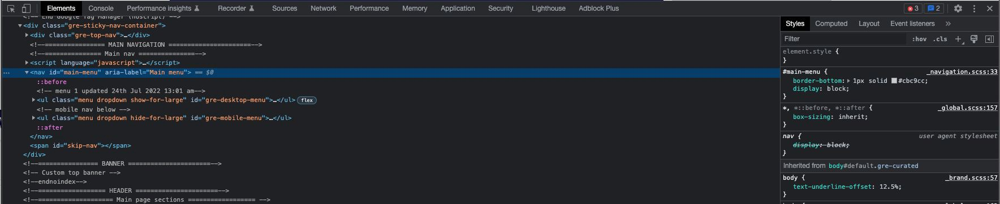 Elements Console Performance insights Recorder Sources Network Performance Memory Application Security Lighthouse Adblock Plus 3 2
<!-- End Google Tag Manager (noscript) -->
<div class="gre-sticky-nav-container">
<div class="gre-top-nav">…</div>
<!--================ MAIN NAVIGATION ======================-->
<!--=============== Main nav ===============-->
<script language="javascript">…</script>
<nav id="main-menu" aria-label="Main menu"> == $0
::before
<!-- menu 1 updated 24th Jul 2022 13:01 am-->
<ul class="menu dropdown show-for-large" id="gre-desktop-menu">…</ul> flex
<!-- mobile nav below -->
<ul class="menu dropdown hide-for-large" id="gre-mobile-menu">…</ul>
::after
</nav>
<span id="skip-nav"></span>
</div>
<!--==================== BANNER ======================-->
<!-- Custom top banner -->
<!--endnoindex-->
<!--================== HEADER ======================-->
<!--==================== Main page sections ================== -->
Styles Computed Layout Event listeners »
Filter :hov .cls +
element.style {
}
#main-menu { _navigation.scss:33
border-bottom: 1px solid #cbc9cc;
display: block;
}
*, *::before, *::after { _global.scss:157
box-sizing: inherit;
}
nav { user agent stylesheet
display: block;
}
Inherited from body#default.gre-curated
body { _brand.scss:57
text-underline-offset: 12.5%;
}